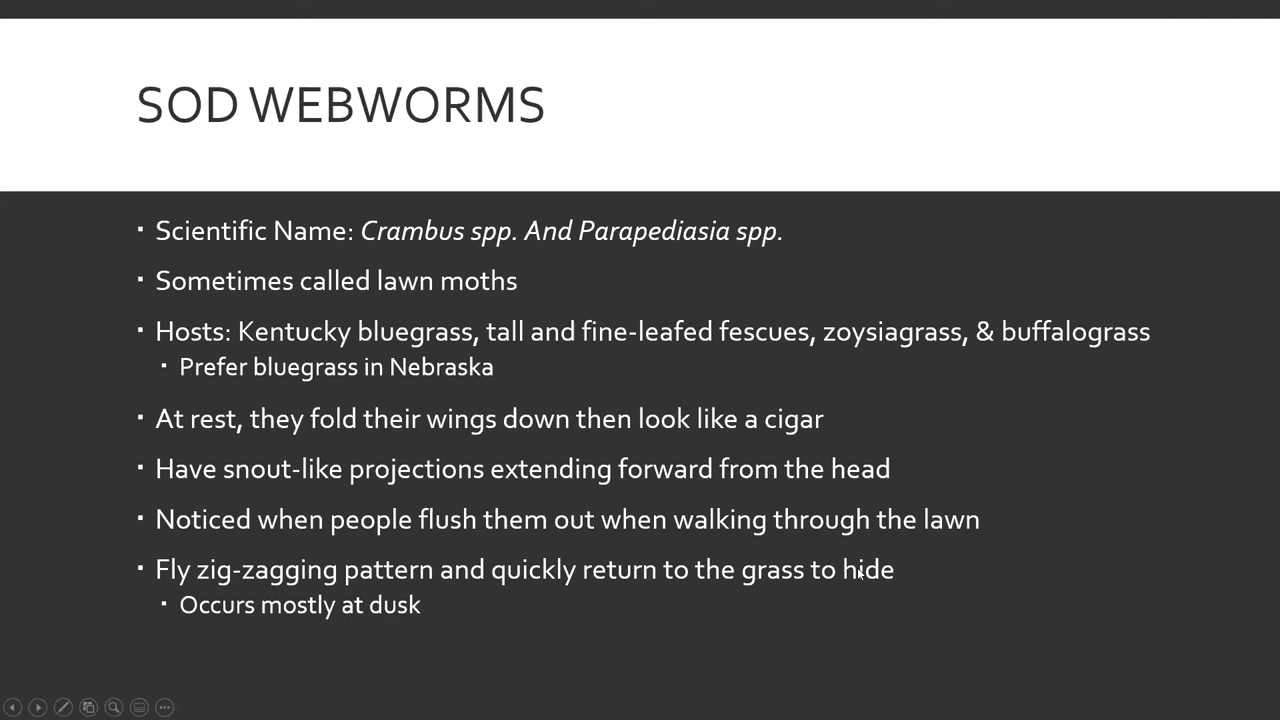 SOD WEBWORMS
▪ Scientific Name: Crambus spp. And Parapediasia spp.
▪ Sometimes called lawn moths
▪ Hosts: Kentucky bluegrass, tall and fine-leafed fescues, zoysiagrass, & buffalograss
▪ Prefer bluegrass in Nebraska
▪ At rest, they fold their wings down then look like a cigar
▪ Have snout-like projections extending forward from the head
▪ Noticed when people flush them out when walking through the lawn
▪ Fly zig-zagging pattern and quickly return to the grass to hide
▪ Occurs mostly at dusk